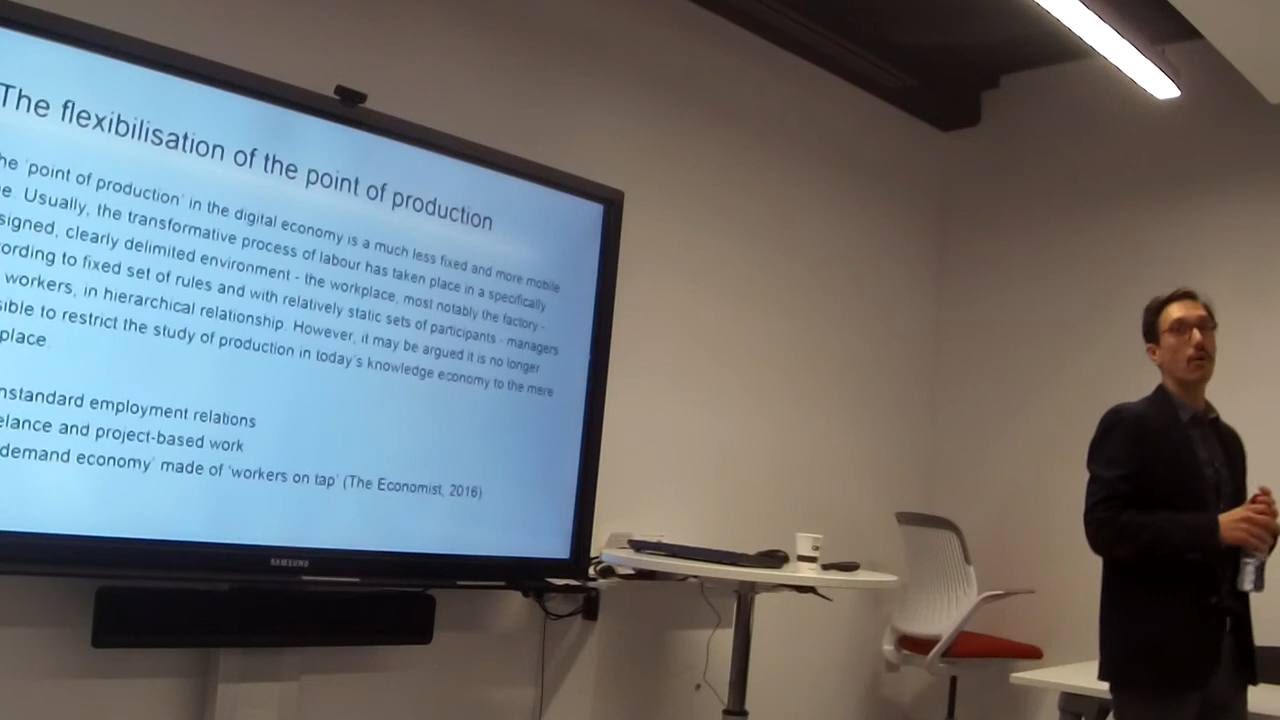 The flexibilisation of the point of production
he 'point of production' in the digital economy is a much less fixed and more mobile
e. Usually, the transformative process of labour has taken place in a specifically
signed, clearly delimited environment - the workplace, most notably the factory -
ording to fixed set of rules and with relatively static sets of participants - managers
workers, in hierarchical relationship. However, it may be argued it is no longer
sible to restrict the study of production in today's knowledge economy to the mere
place.
nstandard employment relations
elance and project-based work
demand economy' made of 'workers on tap' (The Economist, 2016)
SAMSUNG